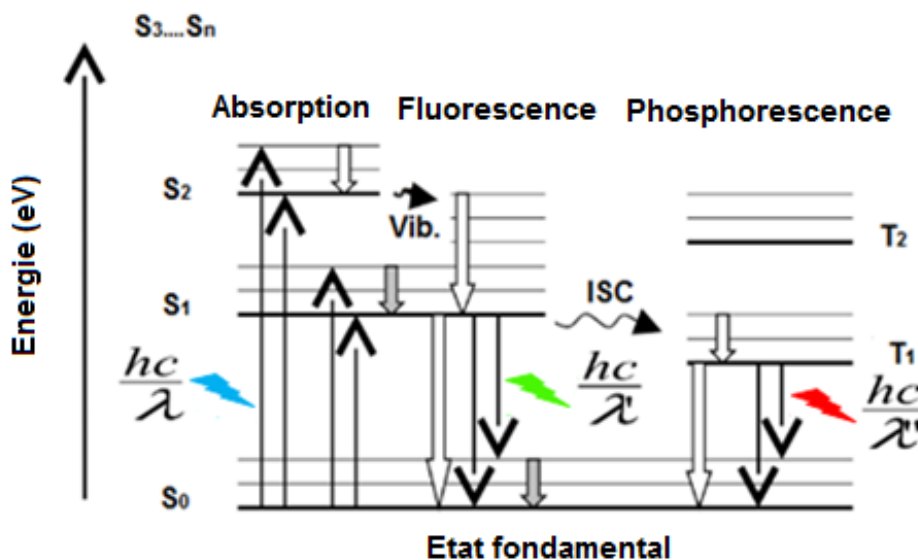 S3....Sn
Absorption
Fluorescence
Phosphorescence
Energie (eV)
S2
Vib.
T2
S1
ISC
T1
hc/λ
hc/λ'
hc/λ''
S0
Etat fondamental